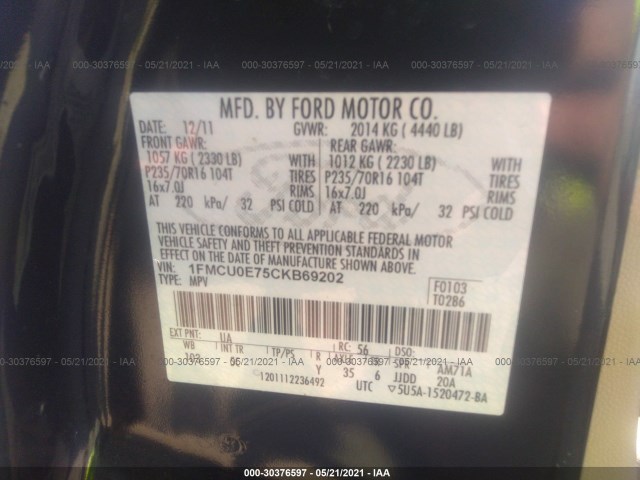 000-30376597 - 05/21/2021 - IAA
MFD. BY FORD MOTOR CO.
DATE: 12/11 GVWR: 2014 KG ( 4440 LB)
FRONT GAWR: REAR GAWR:
1057 KG ( 2330 LB) WITH 1012 KG ( 2230 LB) WITH
P235/70R16 104T TIRES P235/70R16 104T TIRES
16x7.0J RIMS 16x7.0J RIMS
AT 220 kPa/ 32 PSI COLD AT 220 kPa/ 32 PSI COLD
THIS VEHICLE CONFORMS TO ALL APPLICABLE FEDERAL MOTOR
VEHICLE SAFETY AND THEFT PREVENTION STANDARDS IN
EFFECT ON THE DATE OF MANUFACTURE SHOWN ABOVE.
VIN: 1FMCU0E75CKB69202
TYPE: MPV
F0103
T0286
EXT PNT: UA RC: 56 DSO:
WB INT TR TP/PS R AXLE SPR
103 Y 35 6 JJDD AM71A
20A
1201112236492 UTC 5U5A-1520472-BA
000-30376597 - 05/21/2021 - IAA